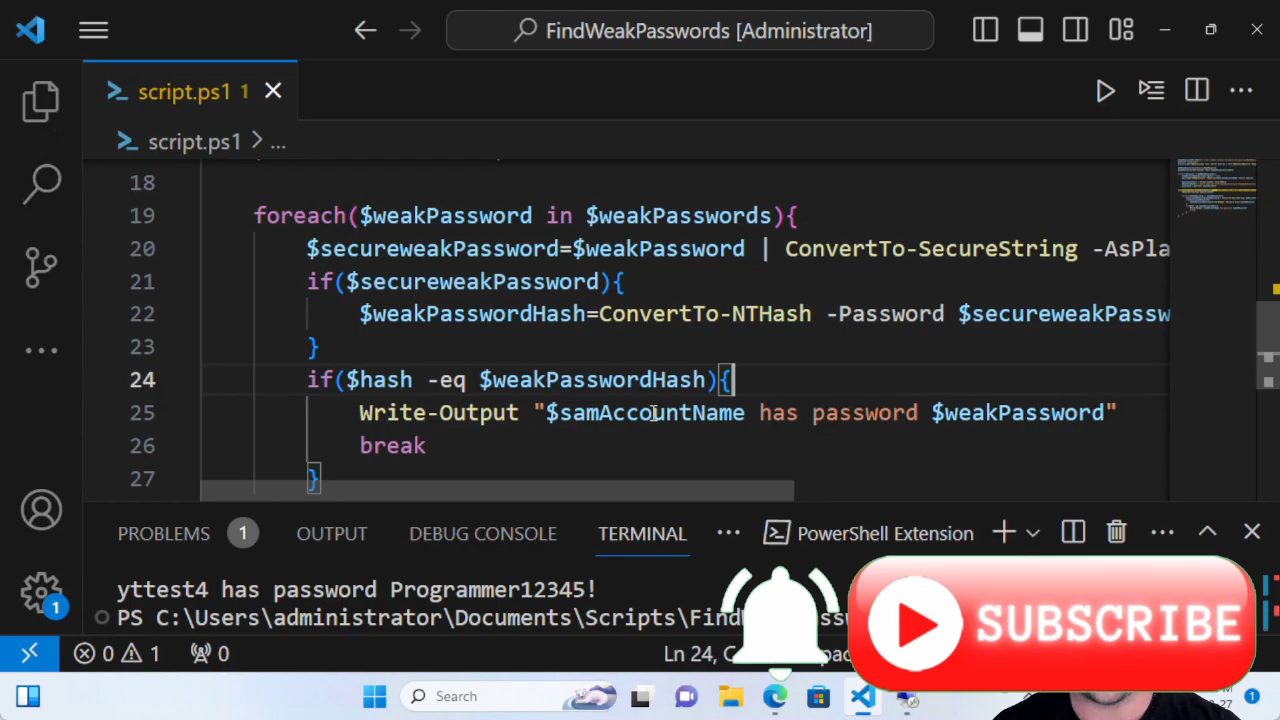 FindWeakPasswords [Administrator]
script.ps1 1
script.ps1 > ...
18
19 foreach($weakPassword in $weakPasswords){
20 $secureweakPassword=$weakPassword | ConvertTo-SecureString -AsPla
21 if($secureweakPassword){
22 $weakPasswordHash=ConvertTo-NTHash -Password $secureweakPassw
23 }
24 if($hash -eq $weakPasswordHash){
25 Write-Output "$samAccountName has password $weakPassword"
26 break
27 }
PROBLEMS 1 OUTPUT DEBUG CONSOLE TERMINAL ... PowerShell Extension
yttest4 has password Programmer12345!
PS C:\Users\administrator\Documents\Scripts\Find
SUBSCRIBE
0 1 0 Ln 24, C
1
Search
1